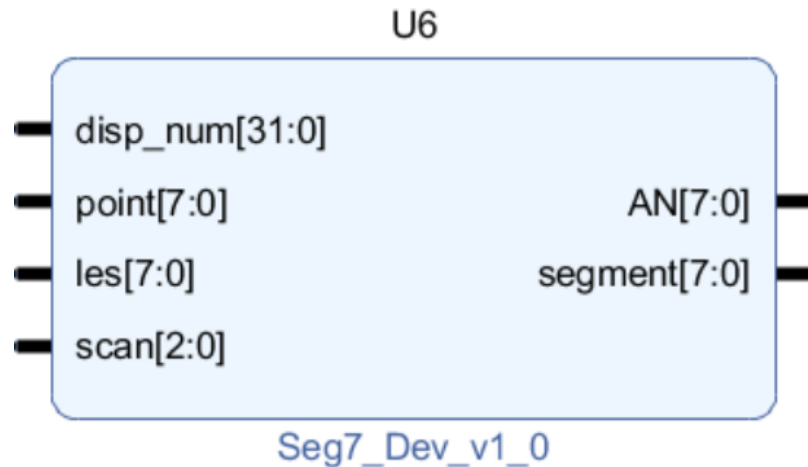 U6
disp_num[31:0]
point[7:0]
AN[7:0]
les[7:0]
segment[7:0]
scan[2:0]
Seg7_Dev_v1_0